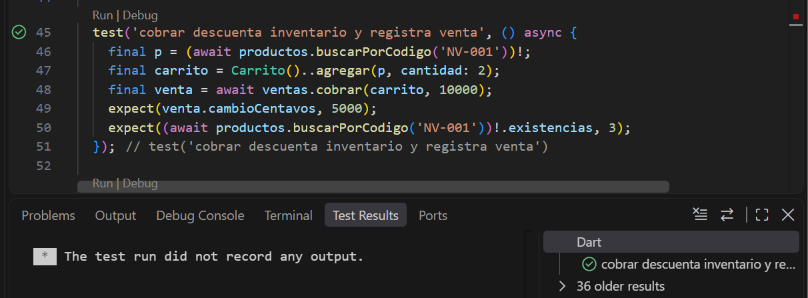 Run | Debug
45 test('cobrar descuenta inventario y registra venta', () async {
46 final p = (await productos.buscarPorCodigo('NV-001'))!;
47 final carrito = Carrito()..agregar(p, cantidad: 2);
48 final venta = await ventas.cobrar(carrito, 10000);
49 expect(venta.cambioCentavos, 5000);
50 expect((await productos.buscarPorCodigo('NV-001'))!.existencias, 3);
51 }); // test('cobrar descuenta inventario y registra venta')
52
Run | Debug
Problems Output Debug Console Terminal Test Results Ports
* The test run did not record any output.
Dart
cobrar descuenta inventario y re...
36 older results